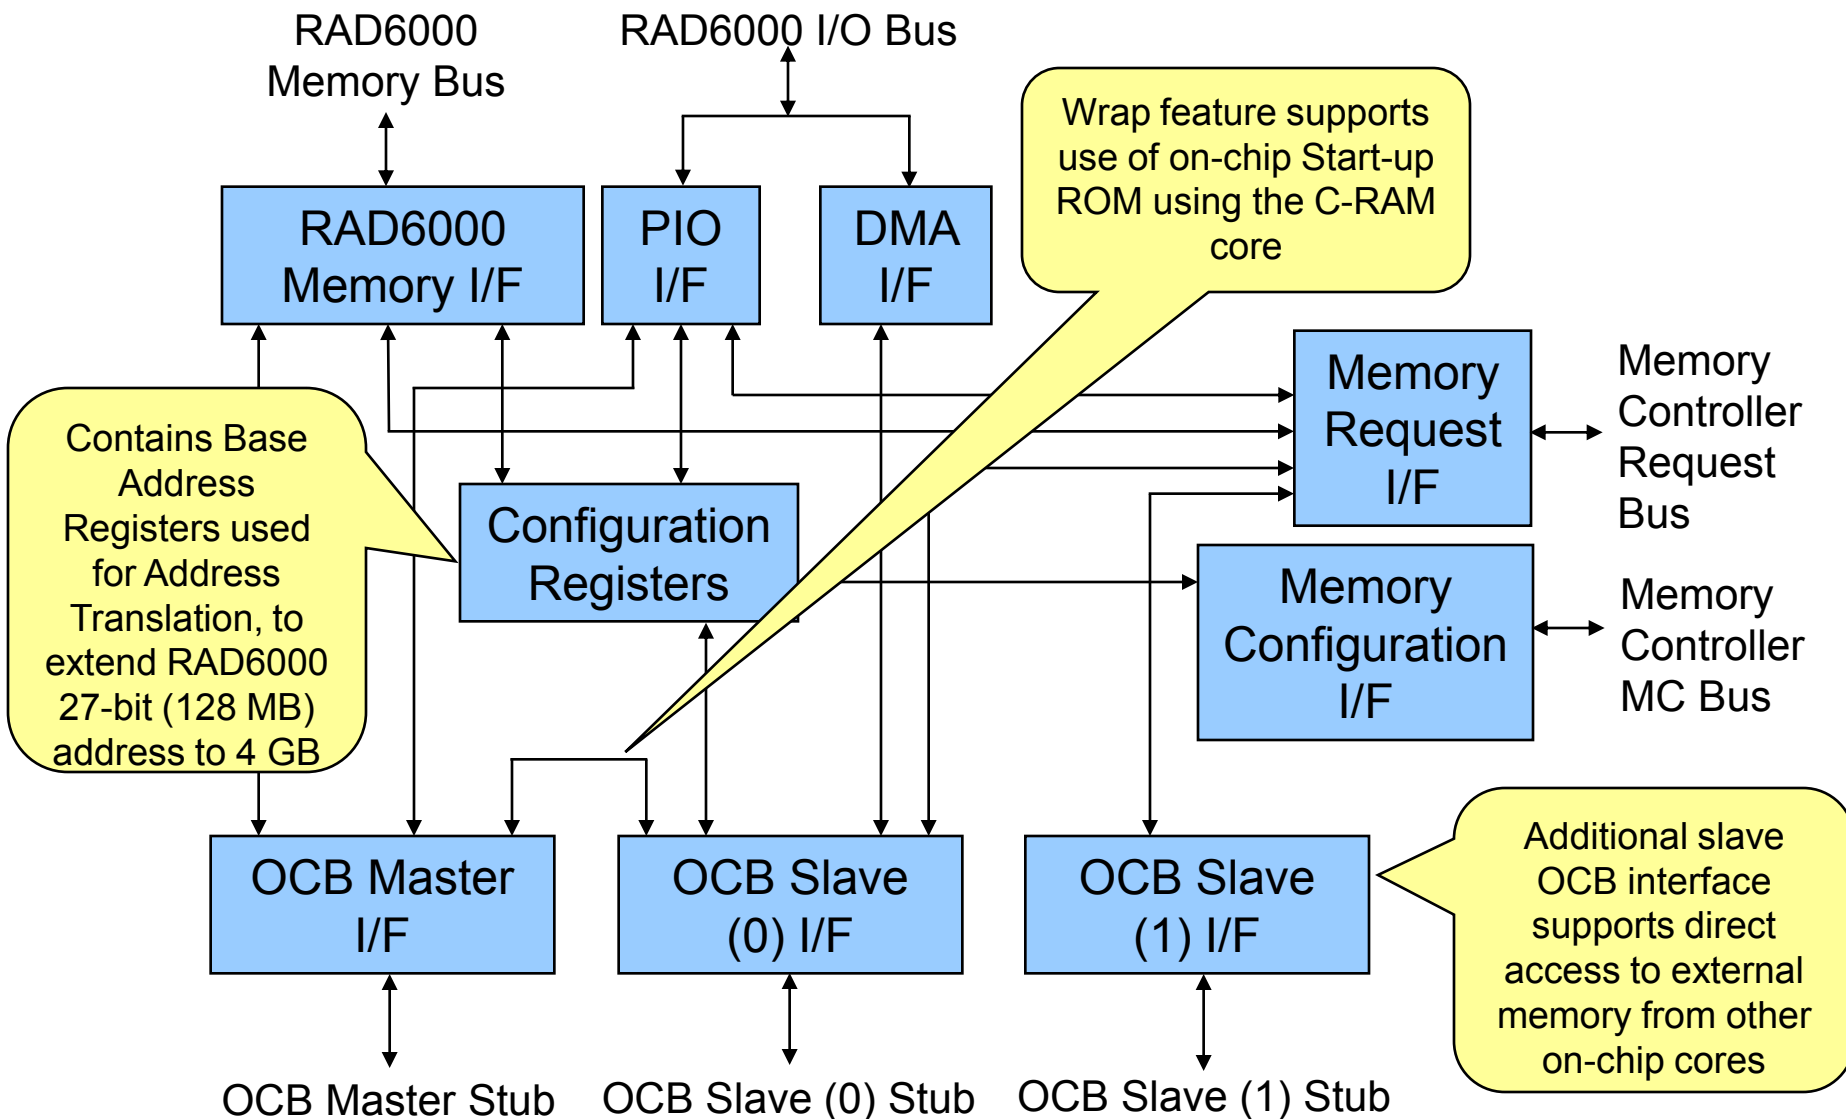 RAD6000
Memory Bus
RAD6000 I/O Bus
Wrap feature supports
use of on-chip Start-up
ROM using the C-RAM
core
RAD6000
Memory I/F
PIO
I/F
DMA
I/F
Memory
Request
I/F
Memory
Controller
Request
Bus
Contains Base
Address
Registers used
for Address
Translation, to
extend RAD6000
27-bit (128 MB)
address to 4 GB
Configuration
Registers
Memory
Configuration
I/F
Memory
Controller
MC Bus
OCB Master
I/F
OCB Slave
(0) I/F
OCB Slave
(1) I/F
Additional slave
OCB interface
supports direct
access to external
memory from other
on-chip cores
OCB Master Stub
OCB Slave (0) Stub
OCB Slave (1) Stub